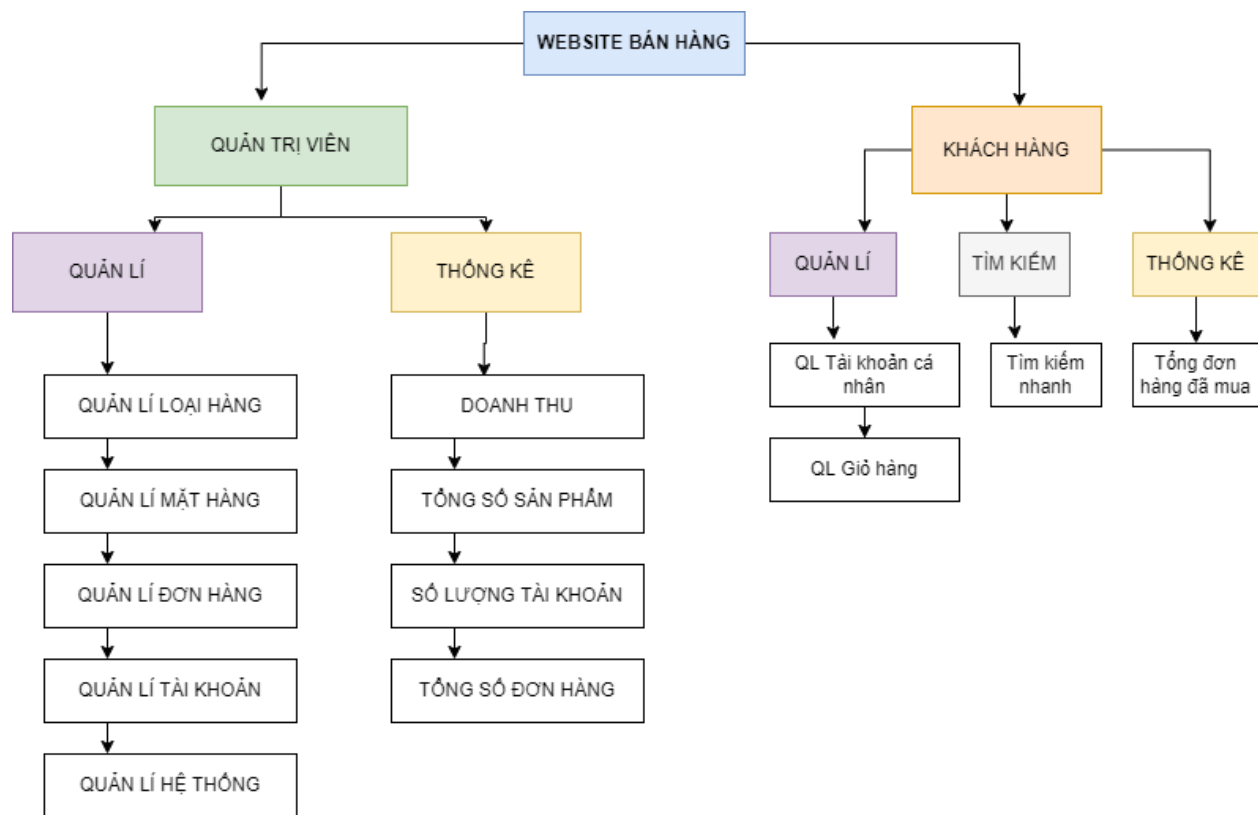 WEBSITE BÁN HÀNG
QUẢN TRỊ VIÊN
KHÁCH HÀNG
QUẢN LÍ
THỐNG KÊ
QUẢN LÍ
TÌM KIẾM
THỐNG KÊ
QUẢN LÍ LOẠI HÀNG
QUẢN LÍ MẶT HÀNG
QUẢN LÍ ĐƠN HÀNG
QUẢN LÍ TÀI KHOẢN
QUẢN LÍ HỆ THỐNG
DOANH THU
TỔNG SỐ SẢN PHẨM
SỐ LƯỢNG TÀI KHOẢN
TỔNG SỐ ĐƠN HÀNG
QL Tài khoản cá
nhân
QL Giỏ hàng
Tìm kiếm
nhanh
Tổng đơn
hàng đã mua